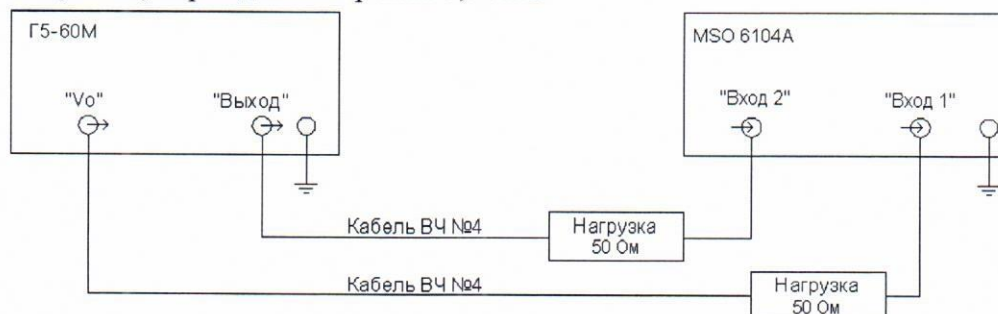 Г5-60М
MSO 6104A
"Vo"
"Выход"
"Вход 2"
"Вход 1"
Кабель ВЧ №4
Нагрузка
50 Ом
Кабель ВЧ №4
Нагрузка
50 Ом